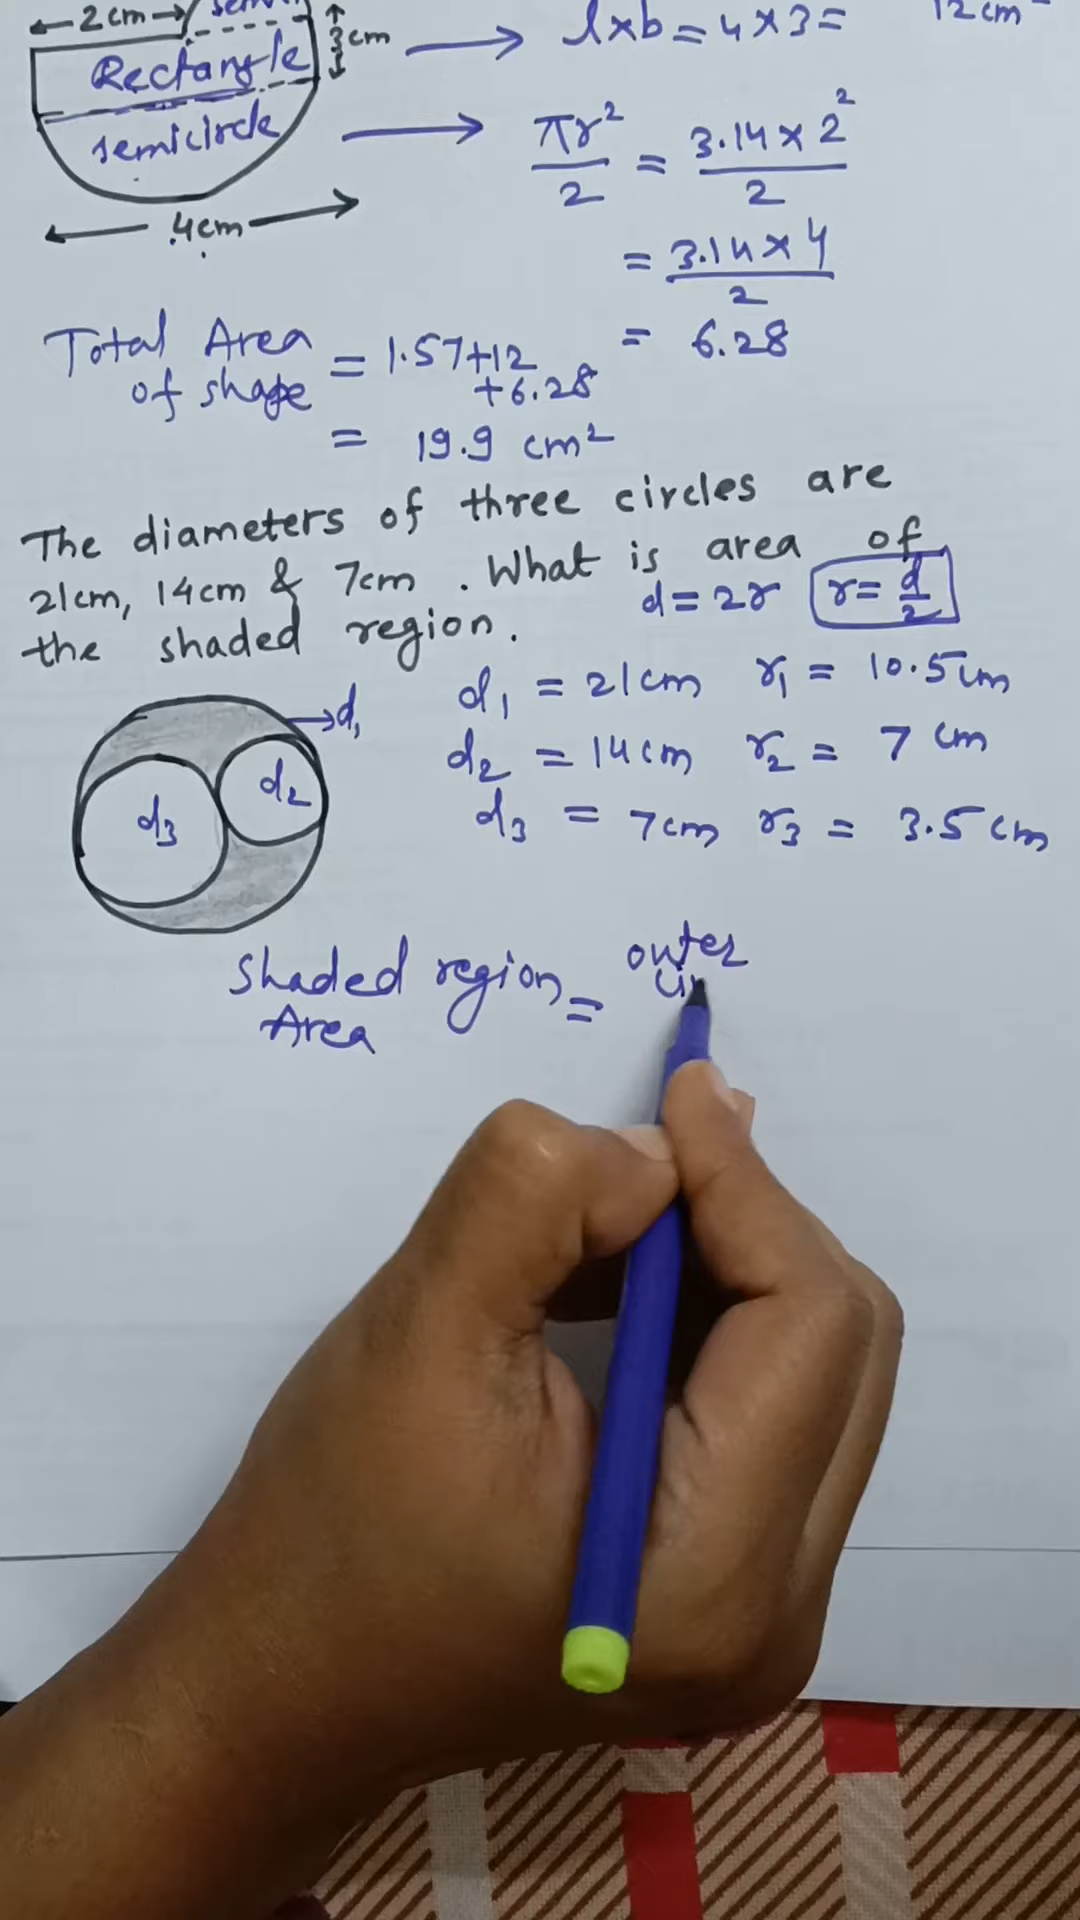 2cm
3cm
l×b = 4×3 = 12cm
Rectangle
semicircle
πr²/2 = 3.14×2²/2
4cm
= 3.14×4/2
= 6.28
Total Area of shape = 1.57+12+6.28
= 19.9 cm²
The diameters of three circles are
21cm, 14cm & 7cm. What is area of
the shaded region.
d=2r r=d/2
d₁ = 21cm r₁ = 10.5cm
d₂ = 14cm r₂ = 7 cm
d₃ = 7cm r₃ = 3.5cm
d₁
d₂
d₃
Shaded region Area = outer